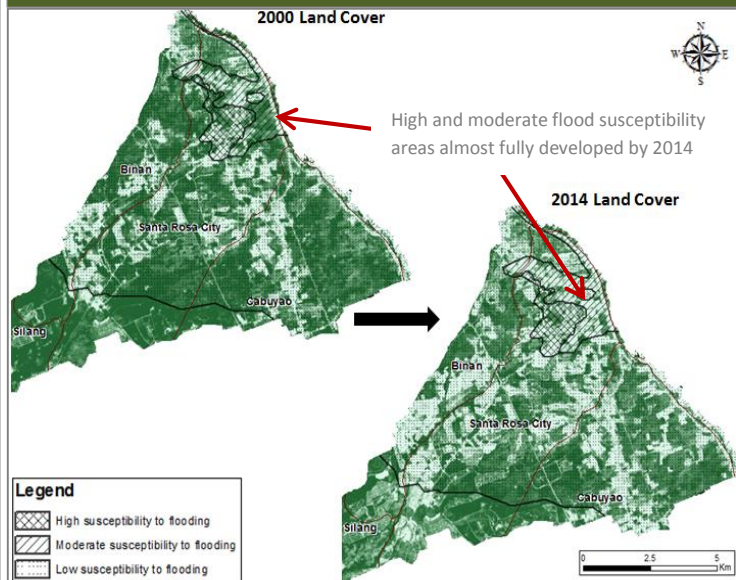 2000 Land Cover
N
W E
S
High and moderate flood susceptibility
areas almost fully developed by 2014
Binan
Santa Rosa City
Cabuyao
Silang
2014 Land Cover
Binan
Santa Rosa City
Cabuyao
Silang
Legend
High susceptibility to flooding
Moderate susceptibility to flooding
Low susceptibility to flooding
0 2.5 5
Km